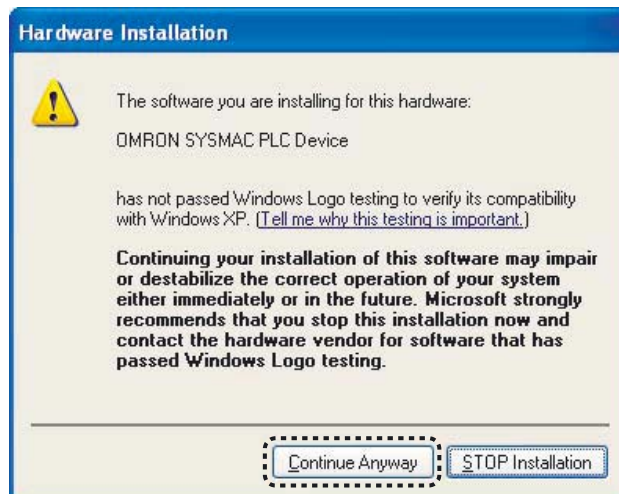 Hardware Installation
The software you are installing for this hardware:
OMRON SYSMAC PLC Device
has not passed Windows Logo testing to verify its compatibility
with Windows XP. (Tell me why this testing is important.)
Continuing your installation of this software may impair
or destabilize the correct operation of your system
either immediately or in the future. Microsoft strongly
recommends that you stop this installation now and
contact the hardware vendor for software that has
passed Windows Logo testing.
Continue Anyway
STOP Installation